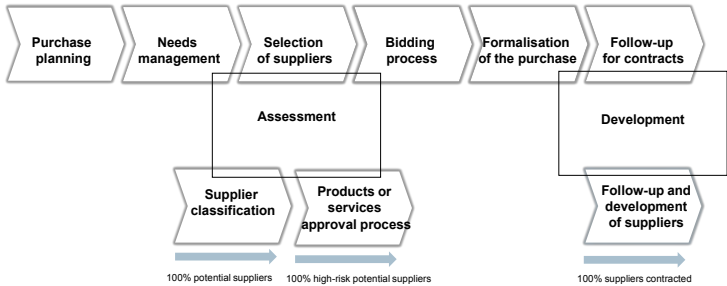 Purchase
planning
Needs
management
Selection
of suppliers
Bidding
process
Formalisation
of the purchase
Follow-up
for contracts
Assessment
Development
Supplier
classification
Products or
services
approval process
Follow-up and
development
of suppliers
100% potential suppliers
100% high-risk potential suppliers
100% suppliers contracted